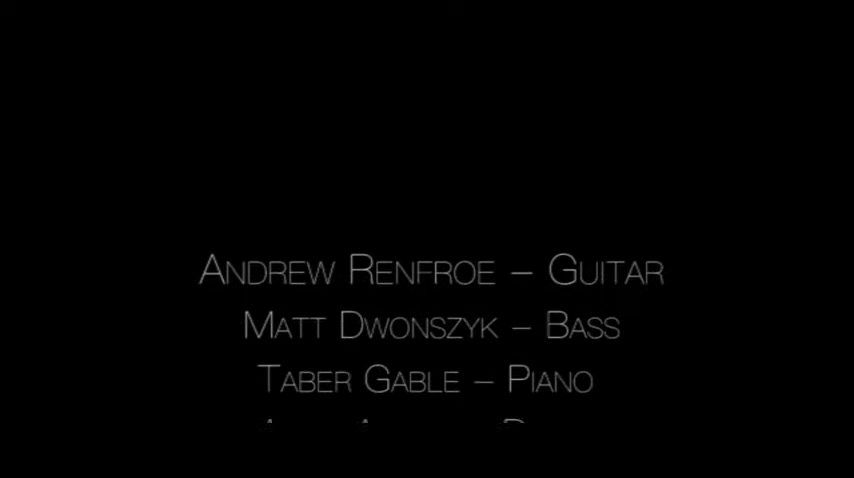 ANDREW RENFROE – GUITAR
MATT DWONSZYK – BASS
TABER GABLE – PIANO